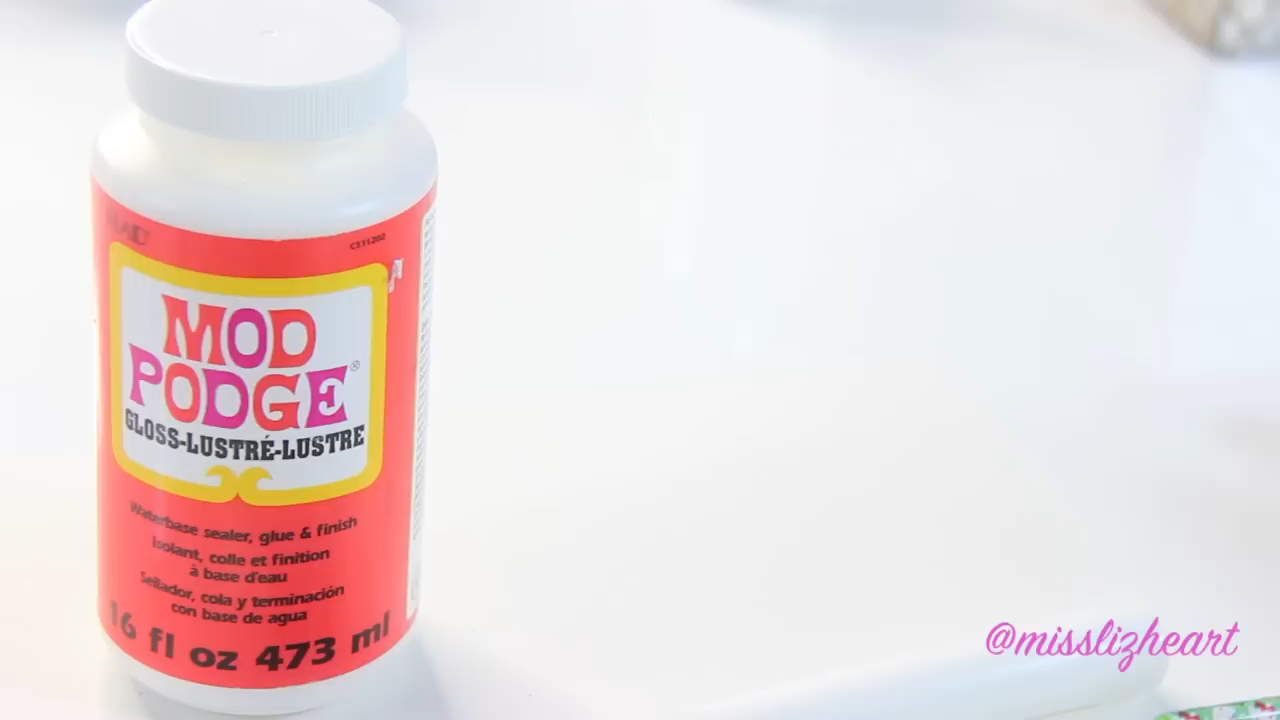 CS11202
MOD
PODGE®
GLOSS-LUSTRÉ-LUSTRE
Waterbase sealer, glue & finish
Isolant, colle et finition
à base d'eau
Sellador, cola y terminación
con base de agua
16 fl oz 473 ml
@misslizheart